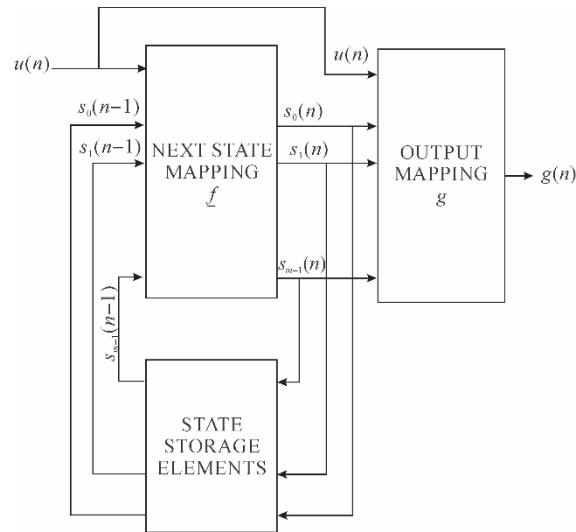 u(n)
u(n)
s₀(n−1)
s₀(n)
s₁(n−1)
s₁(n)
NEXT STATE
MAPPING
f
OUTPUT
MAPPING
g
g(n)
sₘ₋₁(n)
sₘ₋₁(n−1)
STATE
STORAGE
ELEMENTS